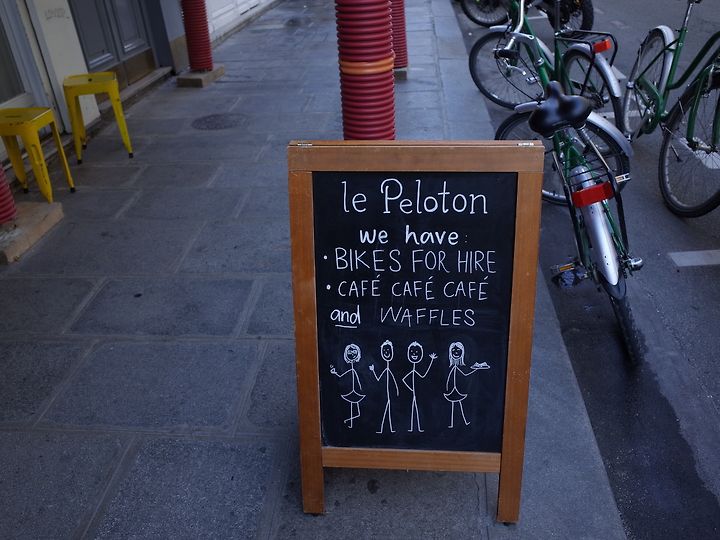 le Peloton
we have:
• BIKES FOR HIRE
• CAFÉ CAFÉ CAFÉ
and WAFFLES